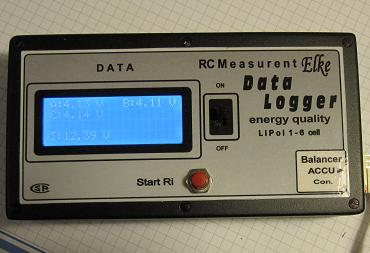 DATA
RC Measurent Elke
Data
Logger
energy quality
LiPol 1-6 cell
ON
OFF
A:4.13 V B:4.11 V
C:4.14 V
Σ:12.39 V
Start Ri
Balancer
ACCU
Con.